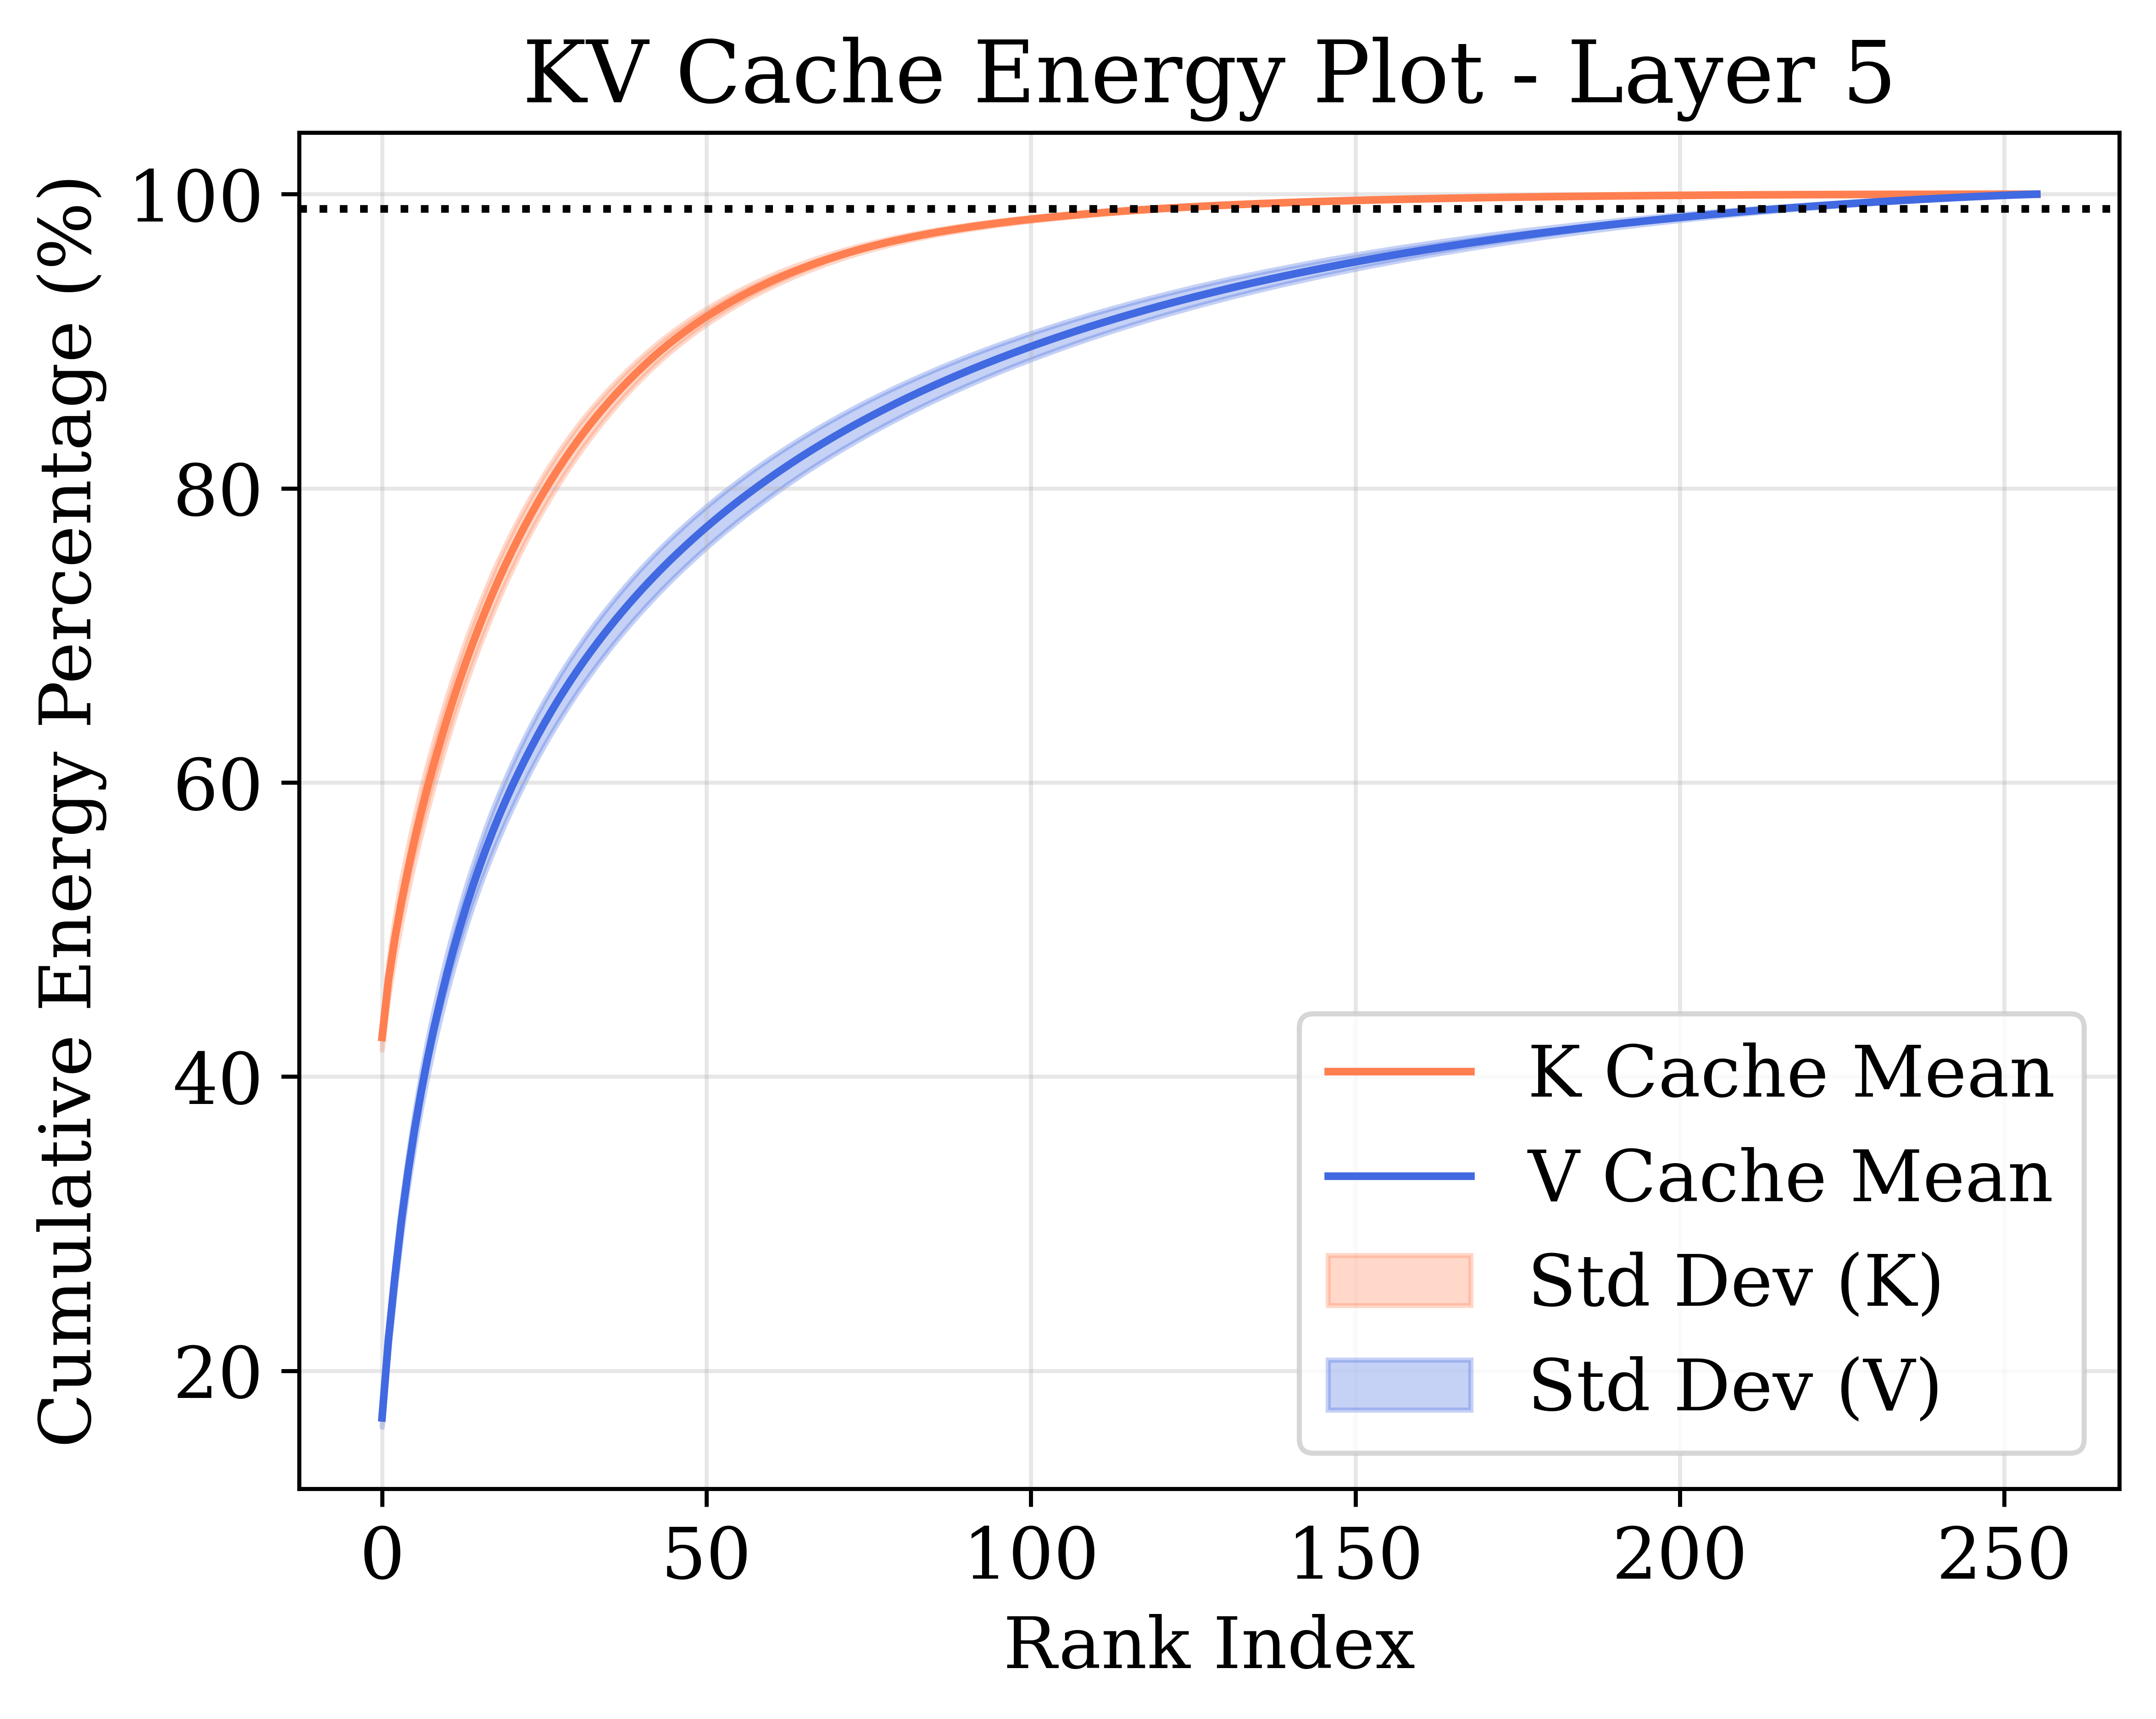 KV Cache Energy Plot - Layer 5
Cumulative Energy Percentage (%)
100
80
60
40
20
K Cache Mean
V Cache Mean
Std Dev (K)
Std Dev (V)
0 50 100 150 200 250
Rank Index